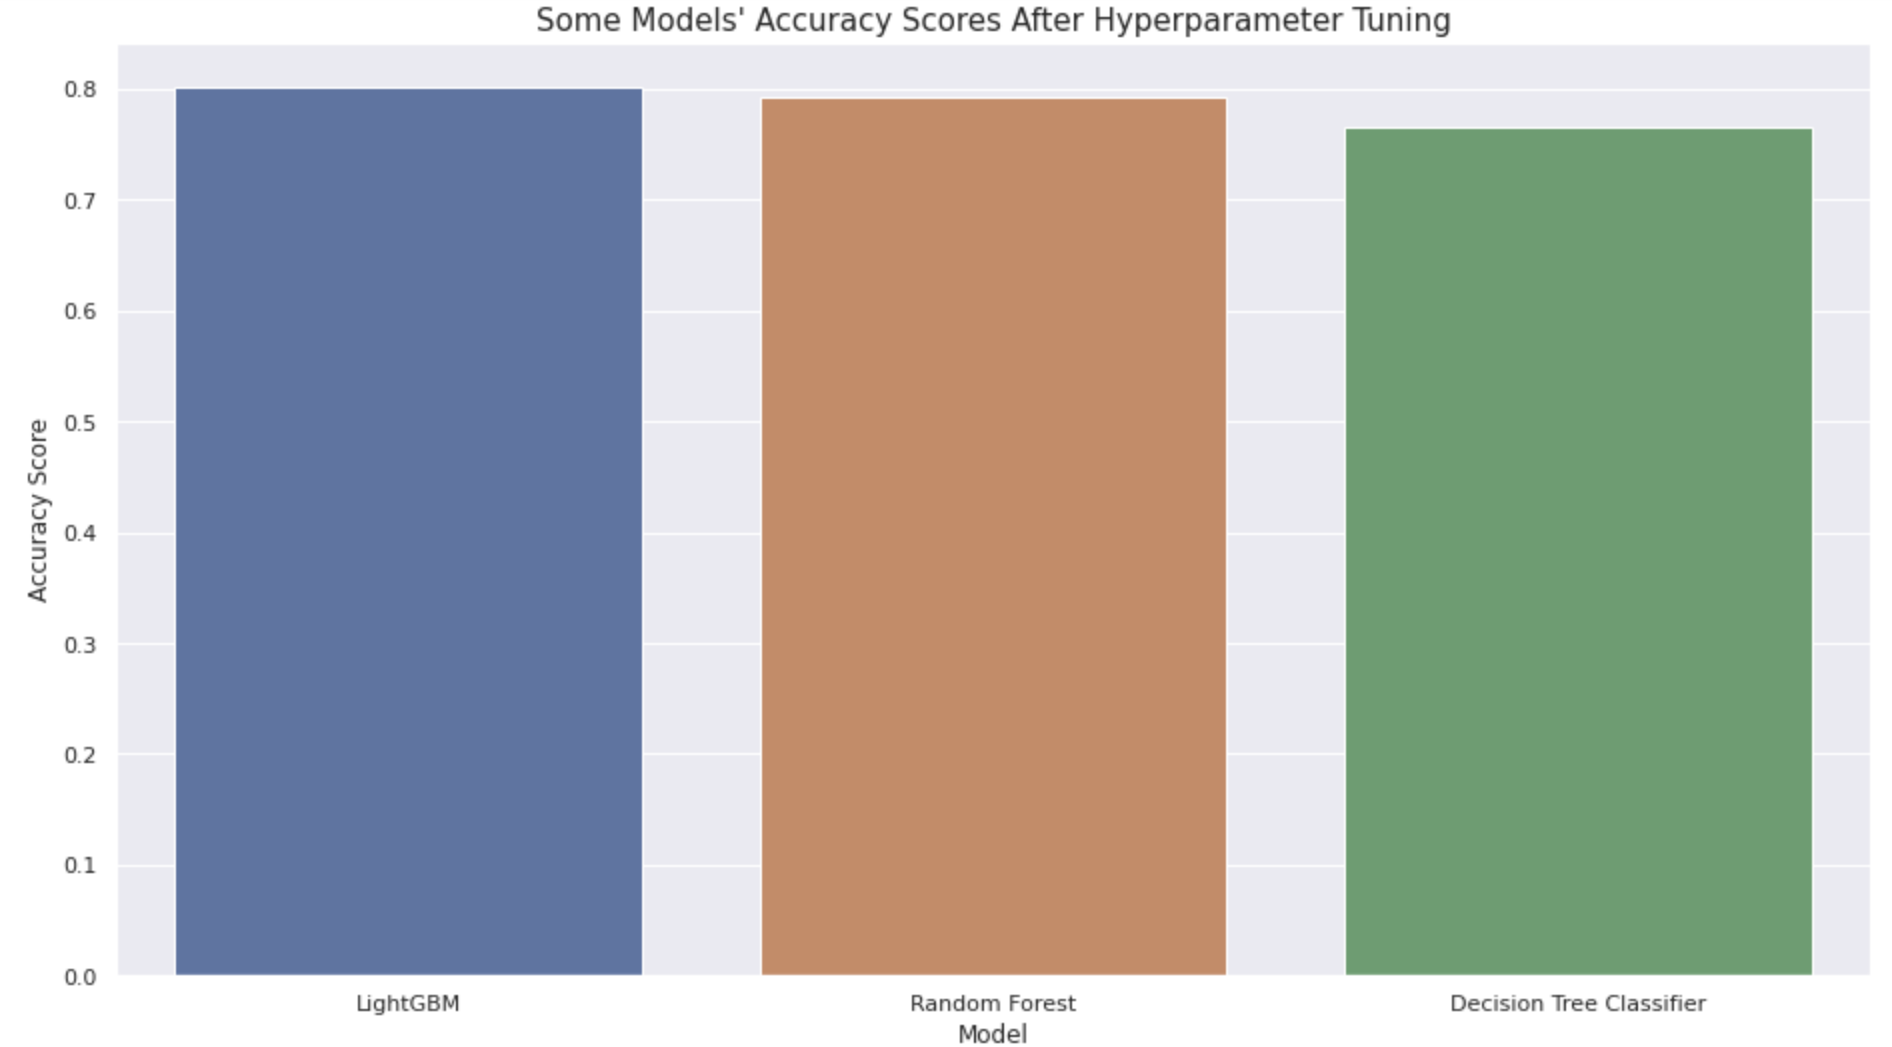 Some Models' Accuracy Scores After Hyperparameter Tuning
Accuracy Score
0.8
0.7
0.6
0.5
0.4
0.3
0.2
0.1
0.0
LightGBM
Random Forest
Decision Tree Classifier
Model